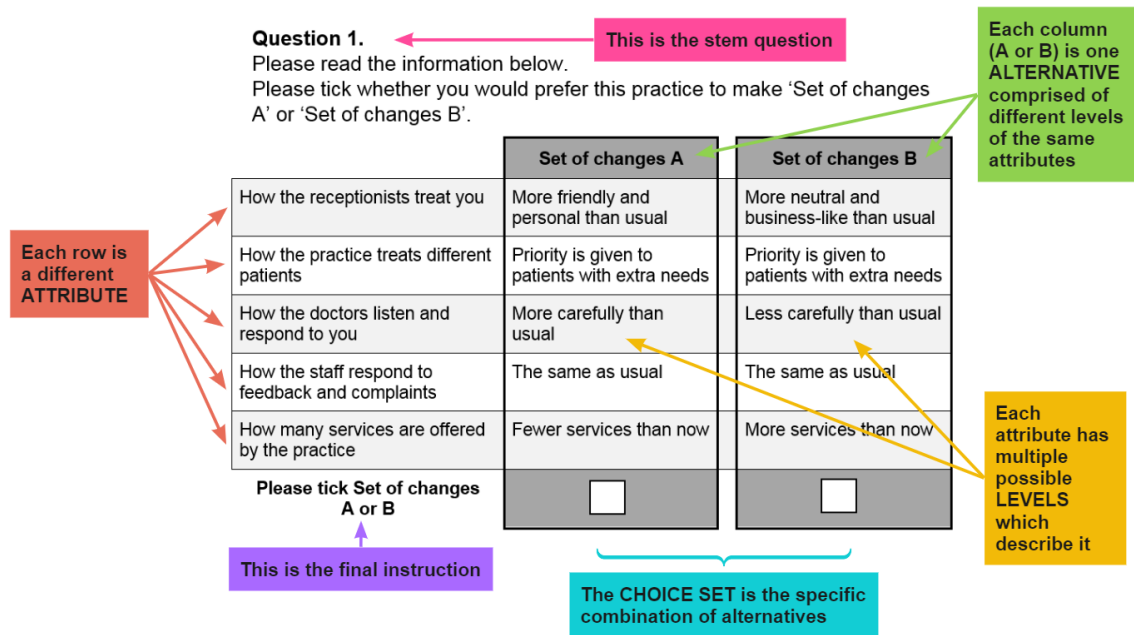 Question 1.
This is the stem question
Please read the information below.
Please tick whether you would prefer this practice to make ‘Set of changes
A’ or ‘Set of changes B’.
Each column
(A or B) is one
ALTERNATIVE
comprised of
different levels
of the same
attributes
Set of changes A
Set of changes B
Each row is
a different
ATTRIBUTE
How the receptionists treat you
More friendly and
personal than usual
More neutral and
business-like than usual
How the practice treats different
patients
Priority is given to
patients with extra needs
Priority is given to
patients with extra needs
How the doctors listen and
respond to you
More carefully than
usual
Less carefully than usual
How the staff respond to
feedback and complaints
The same as usual
The same as usual
How many services are offered
by the practice
Fewer services than now
More services than now
Each
attribute has
multiple
possible
LEVELS
which
describe it
Please tick Set of changes
A or B
This is the final instruction
The CHOICE SET is the specific
combination of alternatives